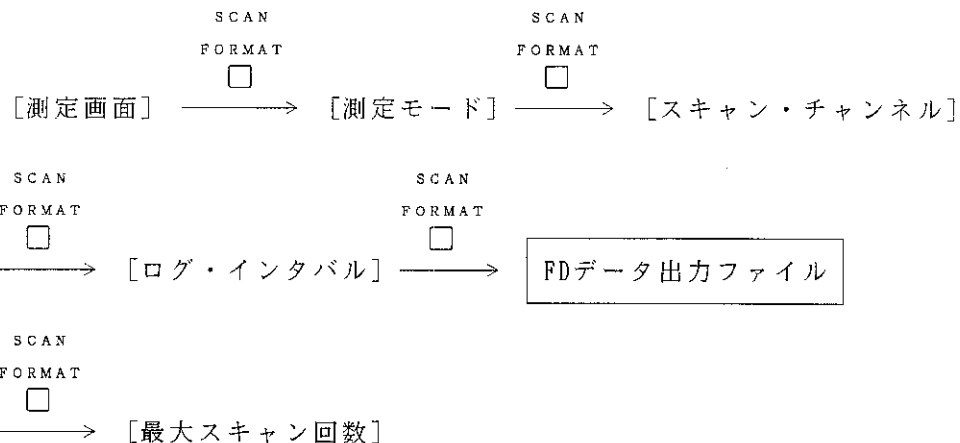 SCAN SCAN
FORMAT FORMAT
[測定画面] [測定モード] [スキャン・チャンネル]
SCAN SCAN
FORMAT FORMAT
[ログ・インタバル] FDデータ出力ファイル
SCAN
FORMAT
[最大スキャン回数]